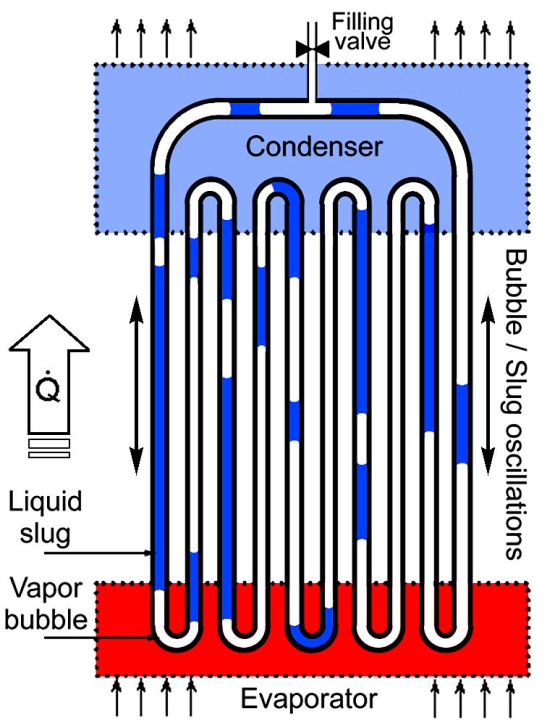 Filling
valve
Condenser
Bubble / Slug oscillations
Q̇
Liquid
slug
Vapor
bubble
Evaporator